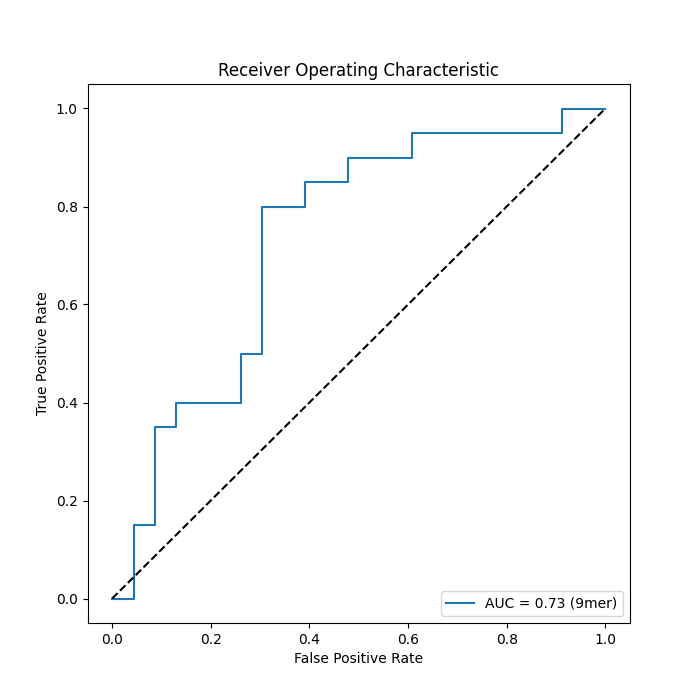 Receiver Operating Characteristic
True Positive Rate
1.0
0.8
0.6
0.4
0.2
0.0
0.0 0.2 0.4 0.6 0.8 1.0
False Positive Rate
AUC = 0.73 (9mer)